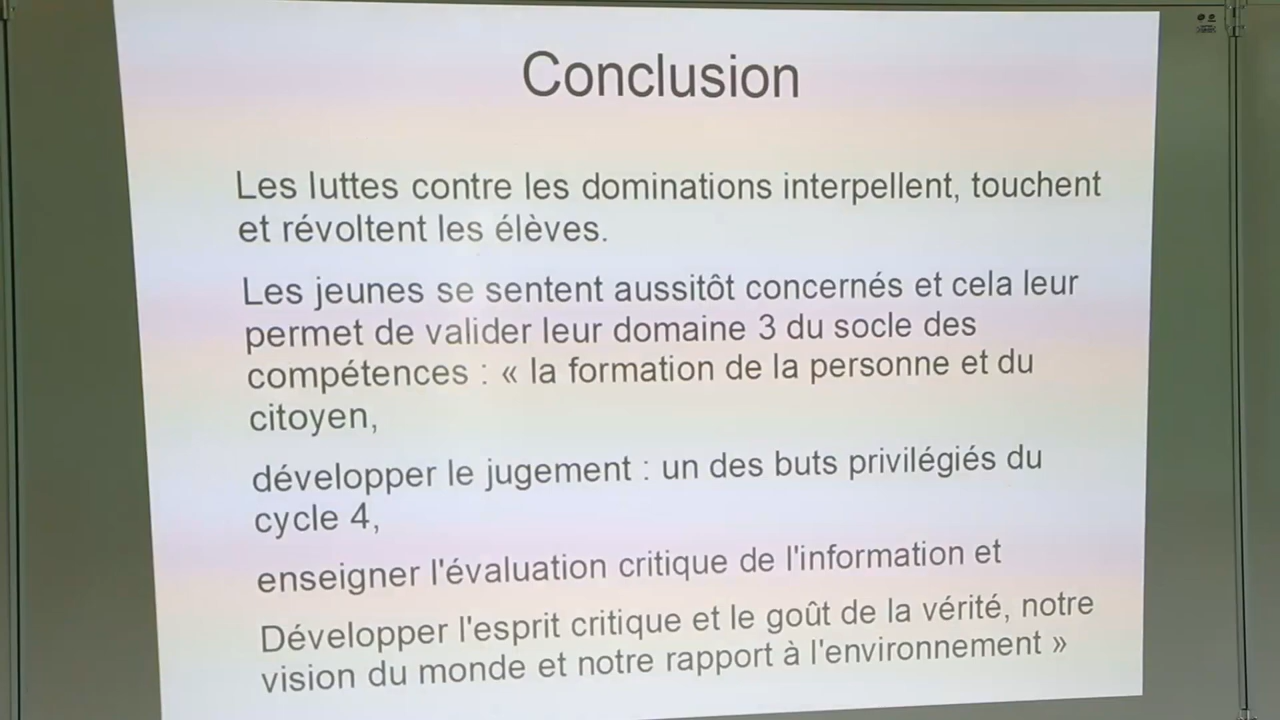 Conclusion
Les luttes contre les dominations interpellent, touchent
et révoltent les élèves.
Les jeunes se sentent aussitôt concernés et cela leur
permet de valider leur domaine 3 du socle des
compétences : « la formation de la personne et du
citoyen,
développer le jugement : un des buts privilégiés du
cycle 4,
enseigner l'évaluation critique de l'information et
Développer l'esprit critique et le goût de la vérité, notre
vision du monde et notre rapport à l'environnement »